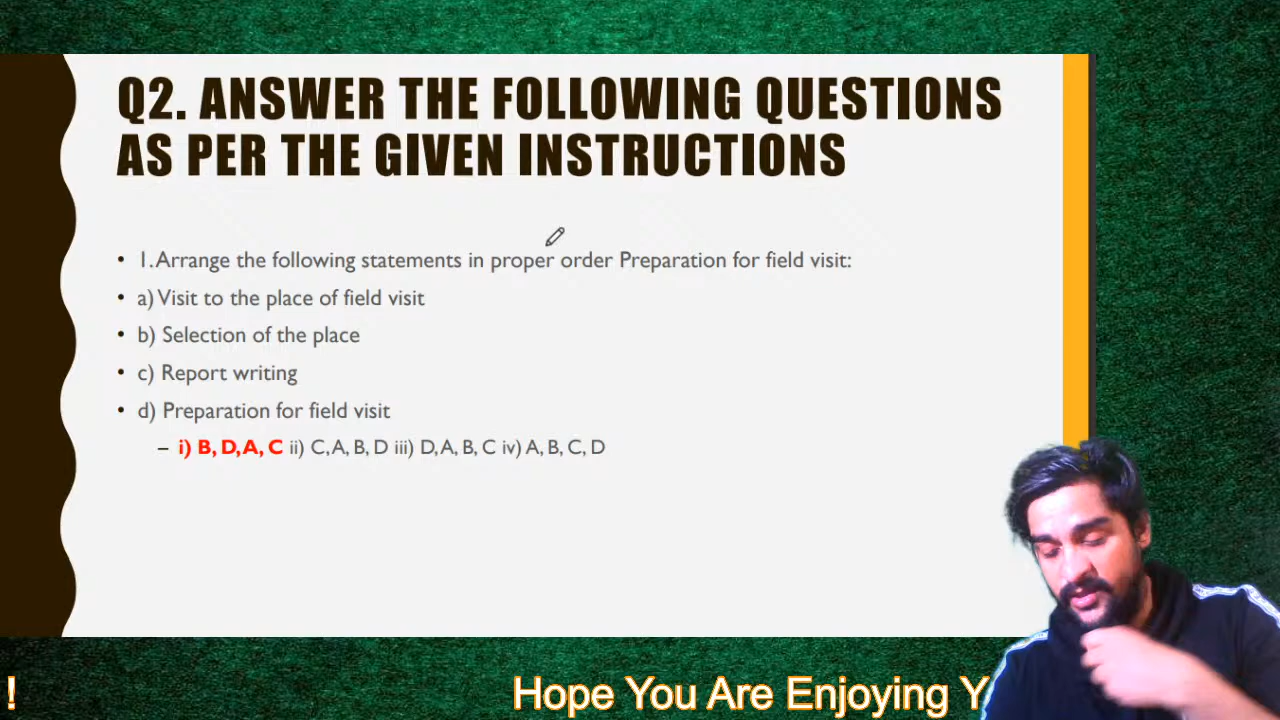 Q2. ANSWER THE FOLLOWING QUESTIONS
AS PER THE GIVEN INSTRUCTIONS
• 1. Arrange the following statements in proper order Preparation for field visit:
• a) Visit to the place of field visit
• b) Selection of the place
• c) Report writing
• d) Preparation for field visit
– i) B, D, A, C ii) C, A, B, D iii) D, A, B, C iv) A, B, C, D
! Hope You Are Enjoying Y